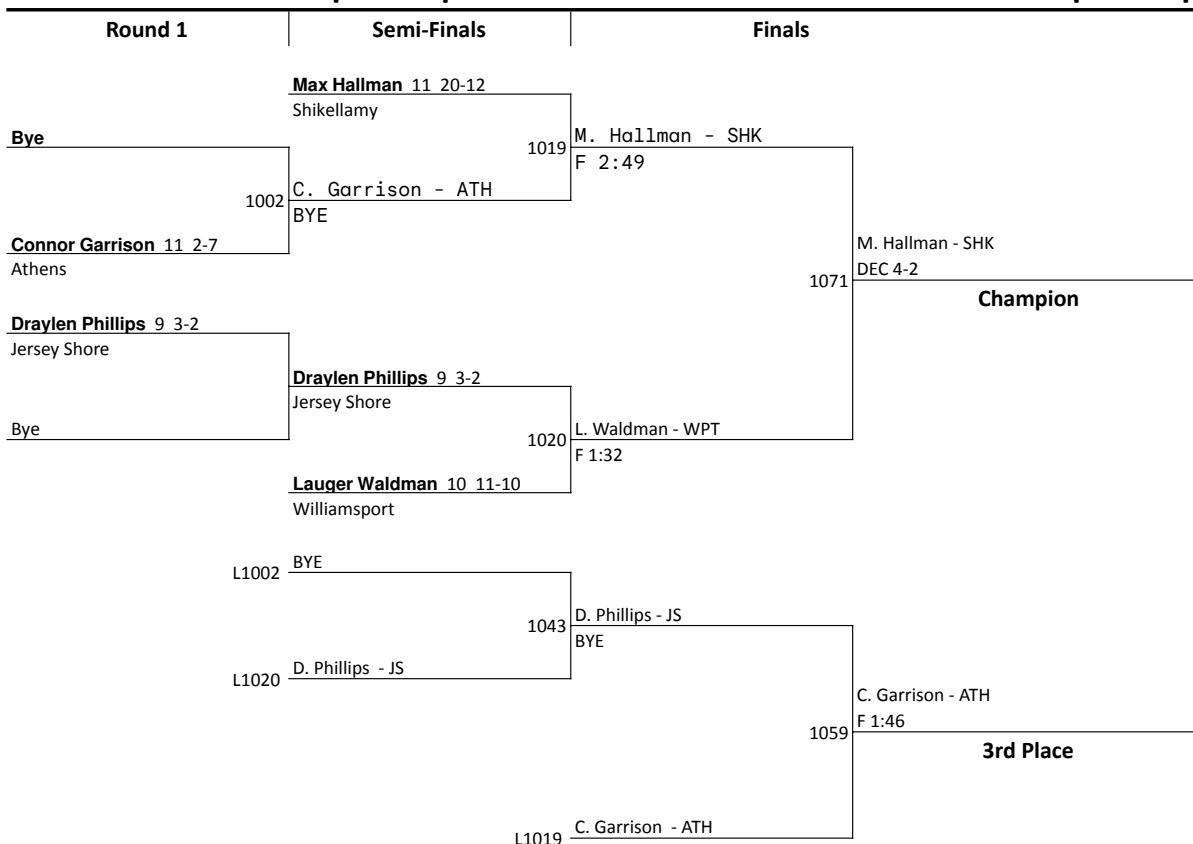 Round 1 Semi-Finals Finals
Max Hallman 11 20-12
Shikellamy
Bye
1019 M. Hallman - SHK
F 2:49
1002 C. Garrison - ATH
BYE
Connor Garrison 11 2-7
Athens
M. Hallman - SHK
1071 DEC 4-2
Champion
Draylen Phillips 9 3-2
Jersey Shore
Draylen Phillips 9 3-2
Jersey Shore
Bye
1020 L. Waldman - WPT
F 1:32
Lauger Waldman 10 11-10
Williamsport
L1002 BYE
1043 D. Phillips - JS
BYE
L1020 D. Phillips - JS
C. Garrison - ATH
1059 F 1:46
3rd Place
L1019 C. Garrison - ATH